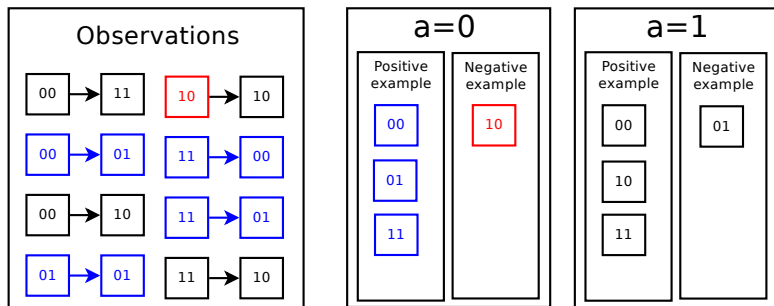 Observations
00 11 10 10
00 01 11 00
00 10 11 01
01 01 11 10
a=0
Positive
example
00
01
11
Negative
example
10
a=1
Positive
example
00
10
11
Negative
example
01